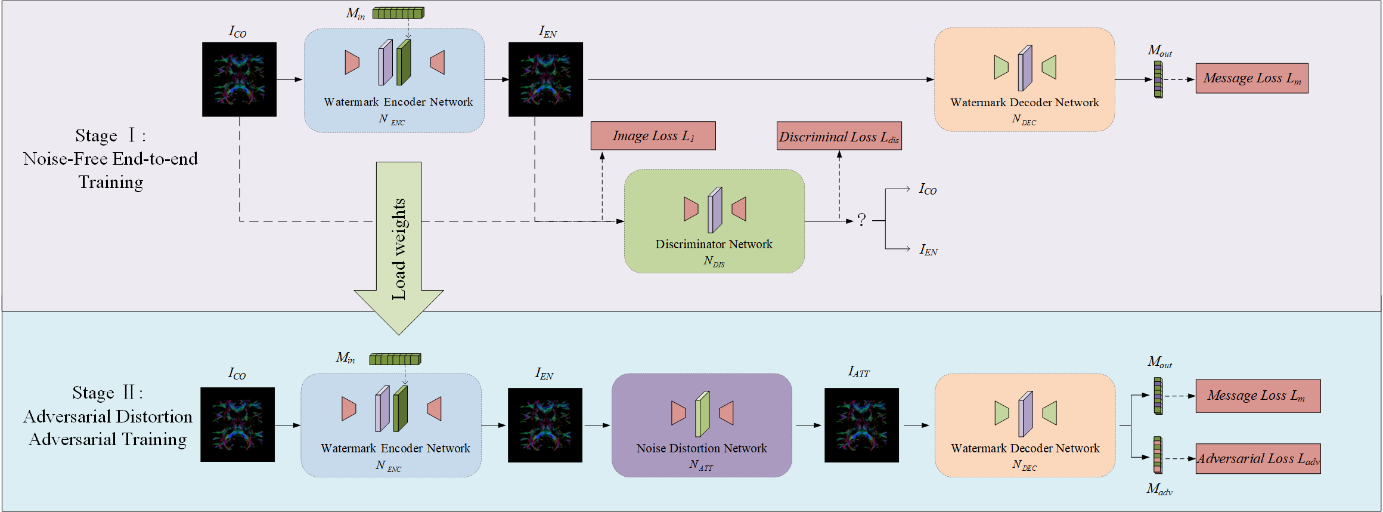 M_in
I_CO
I_EN
Watermark Encoder Network
N_ENC
Watermark Decoder Network
N_DEC
M_out
Message Loss L_m
Stage Ⅰ:
Noise-Free End-to-end
Training
Image Loss L_1
Discriminal Loss L_dis
Discriminator Network
N_DIS
?
I_CO
I_EN
Load weights
Stage Ⅱ:
Adversarial Distortion
Adversarial Training
M_in
I_CO
I_EN
Watermark Encoder Network
N_ENC
Noise Distortion Network
N_ATT
I_ATT
Watermark Decoder Network
N_DEC
M_out
Message Loss L_m
M_adv
Adversarial Loss L_adv